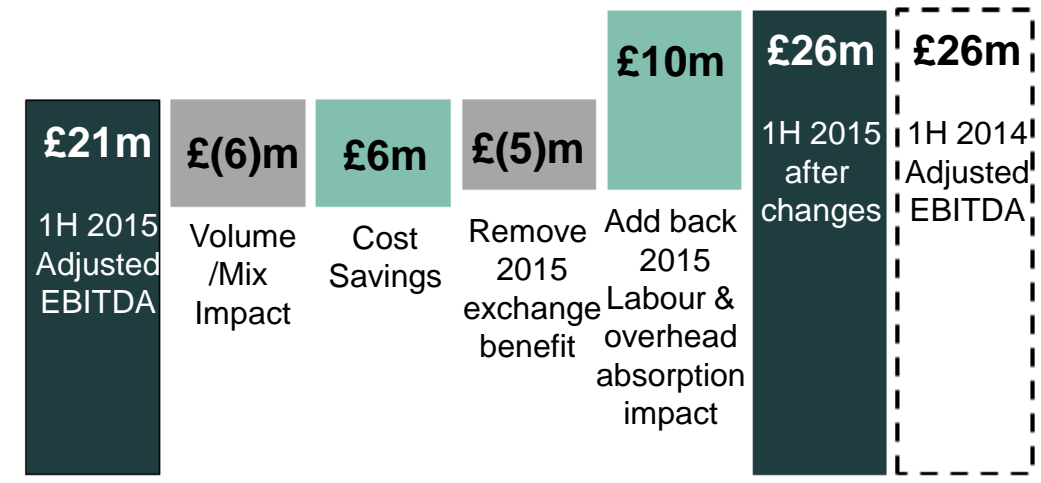 £21m
1H 2015
Adjusted
EBITDA
£(6)m
Volume
/Mix
Impact
£6m
Cost
Savings
£(5)m
Remove
2015
exchange
benefit
£10m
Add back
2015
Labour &
overhead
absorption
impact
£26m
1H 2015
after
changes
£26m
1H 2014
Adjusted
EBITDA